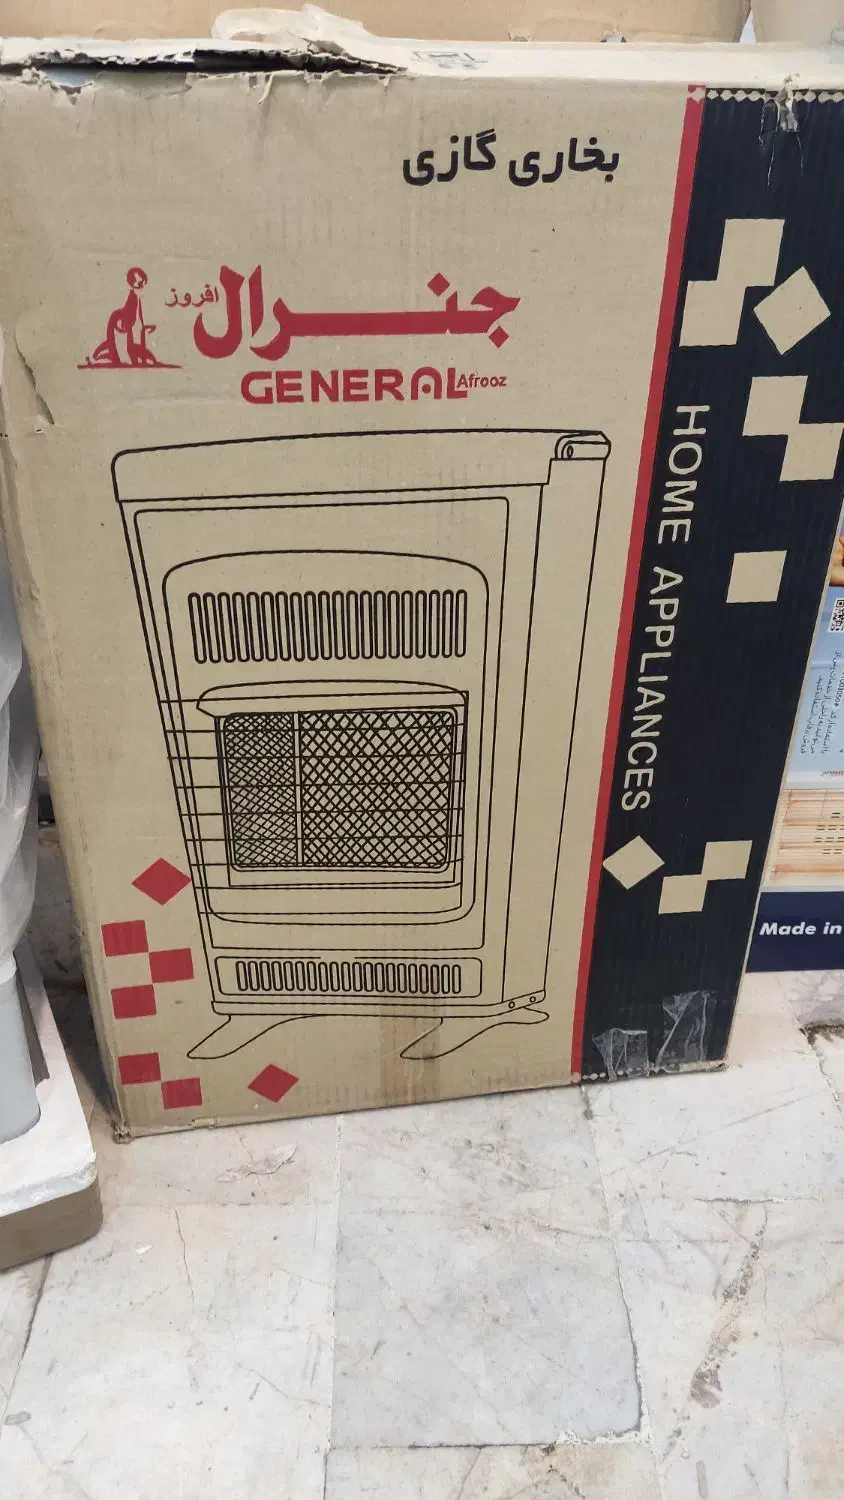 بخاری گازی
جنرال افروز
GENERAL Afrooz
HOME APPLIANCES
Made in